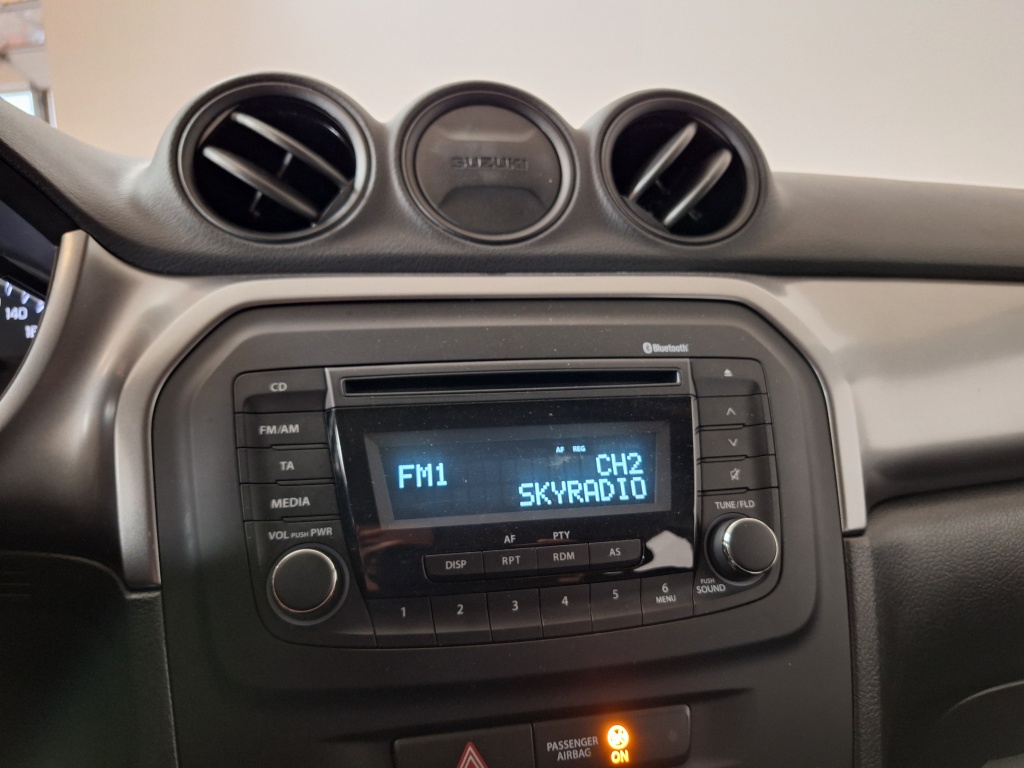 SUZUKI
140
Bluetooth
CD
FM/AM
TA
MEDIA
VOL PUSH PWR
AF REG
FM1
CH2
SKYRADIO
TUNE/FLD
AF
PTY
DISP
RPT
RDM
AS
PUSH
SOUND
1
2
3
4
5
6
MENU
PASSENGER
AIRBAG
ON